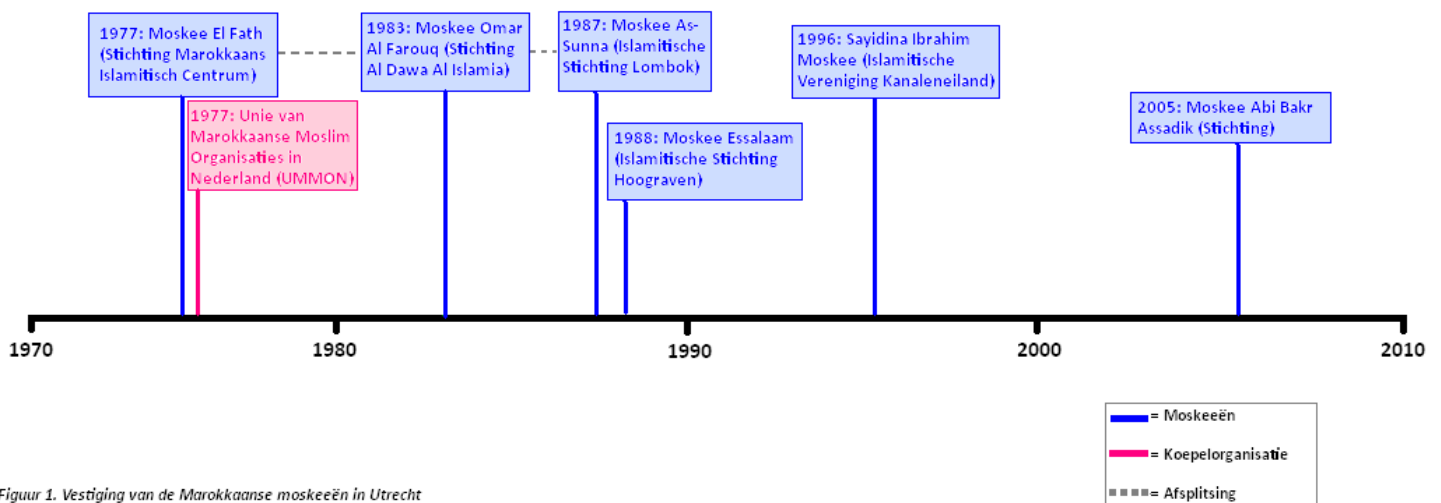 1977: Moskee El Fath
(Stichting Marokkaans
Islamitisch Centrum)
1977: Unie van
Marokkaanse Moslim
Organisaties in
Nederland (UMMON)
1983: Moskee Omar
Al Farouq (Stichting
Al Dawa Al Islamia)
1987: Moskee As-
Sunna (Islamitische
Stichting Lombok)
1988: Moskee Essalaam
(Islamitische Stichting
Hoograven)
1996: Sayidina Ibrahim
Moskee (Islamitische
Vereniging Kanaleneiland)
2005: Moskee Abi Bakr
Assadik (Stichting)
1970
1980
1990
2000
2010
= Moskeeën
= Koepelorganisatie
= Afsplitsing
Figuur 1. Vestiging van de Marokkaanse moskeeën in Utrecht